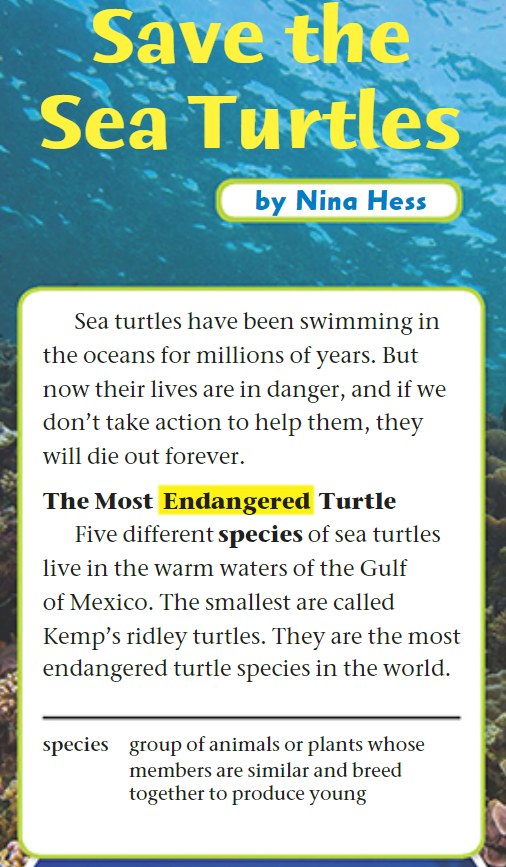 Save the
Sea Turtles
by Nina Hess
Sea turtles have been swimming in
the oceans for millions of years. But
now their lives are in danger, and if we
don’t take action to help them, they
will die out forever.
The Most Endangered Turtle
Five different species of sea turtles
live in the warm waters of the Gulf
of Mexico. The smallest are called
Kemp’s ridley turtles. They are the most
endangered turtle species in the world.
species group of animals or plants whose
members are similar and breed
together to produce young